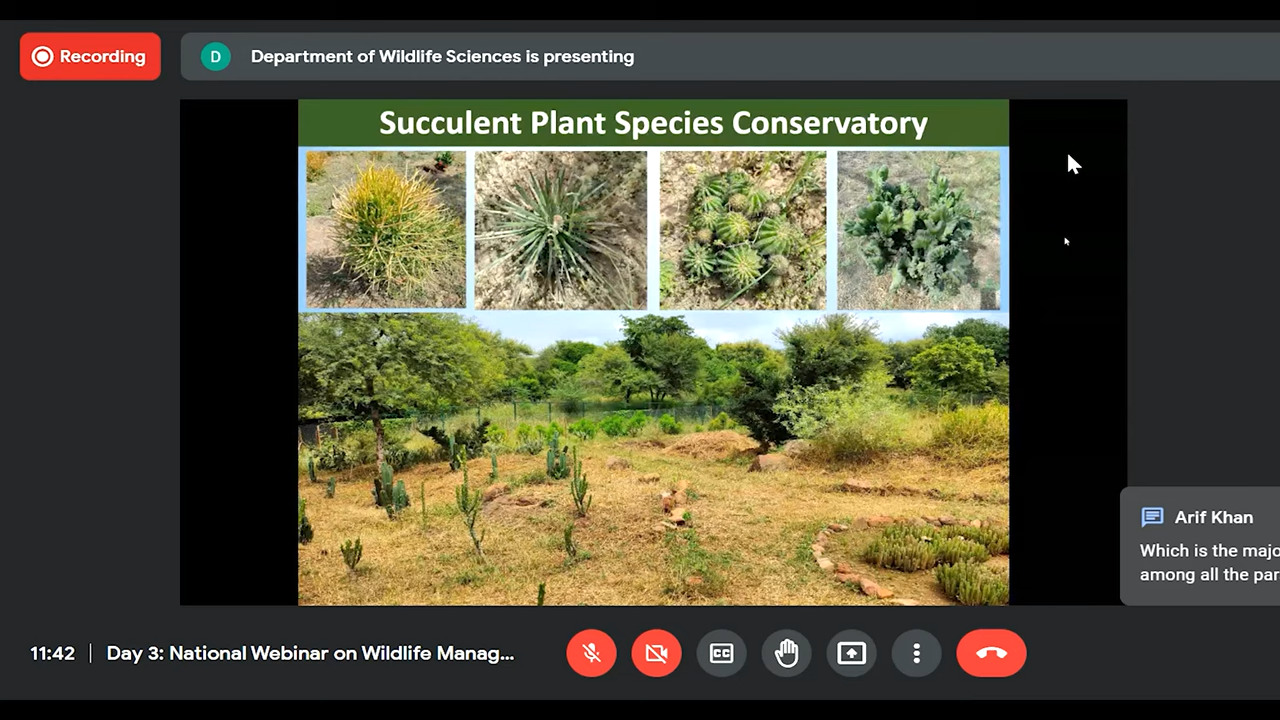 Recording
D
Department of Wildlife Sciences is presenting
Succulent Plant Species Conservatory
Arif Khan
Which is the majo
among all the par
11:42
Day 3: National Webinar on Wildlife Manag...
CC